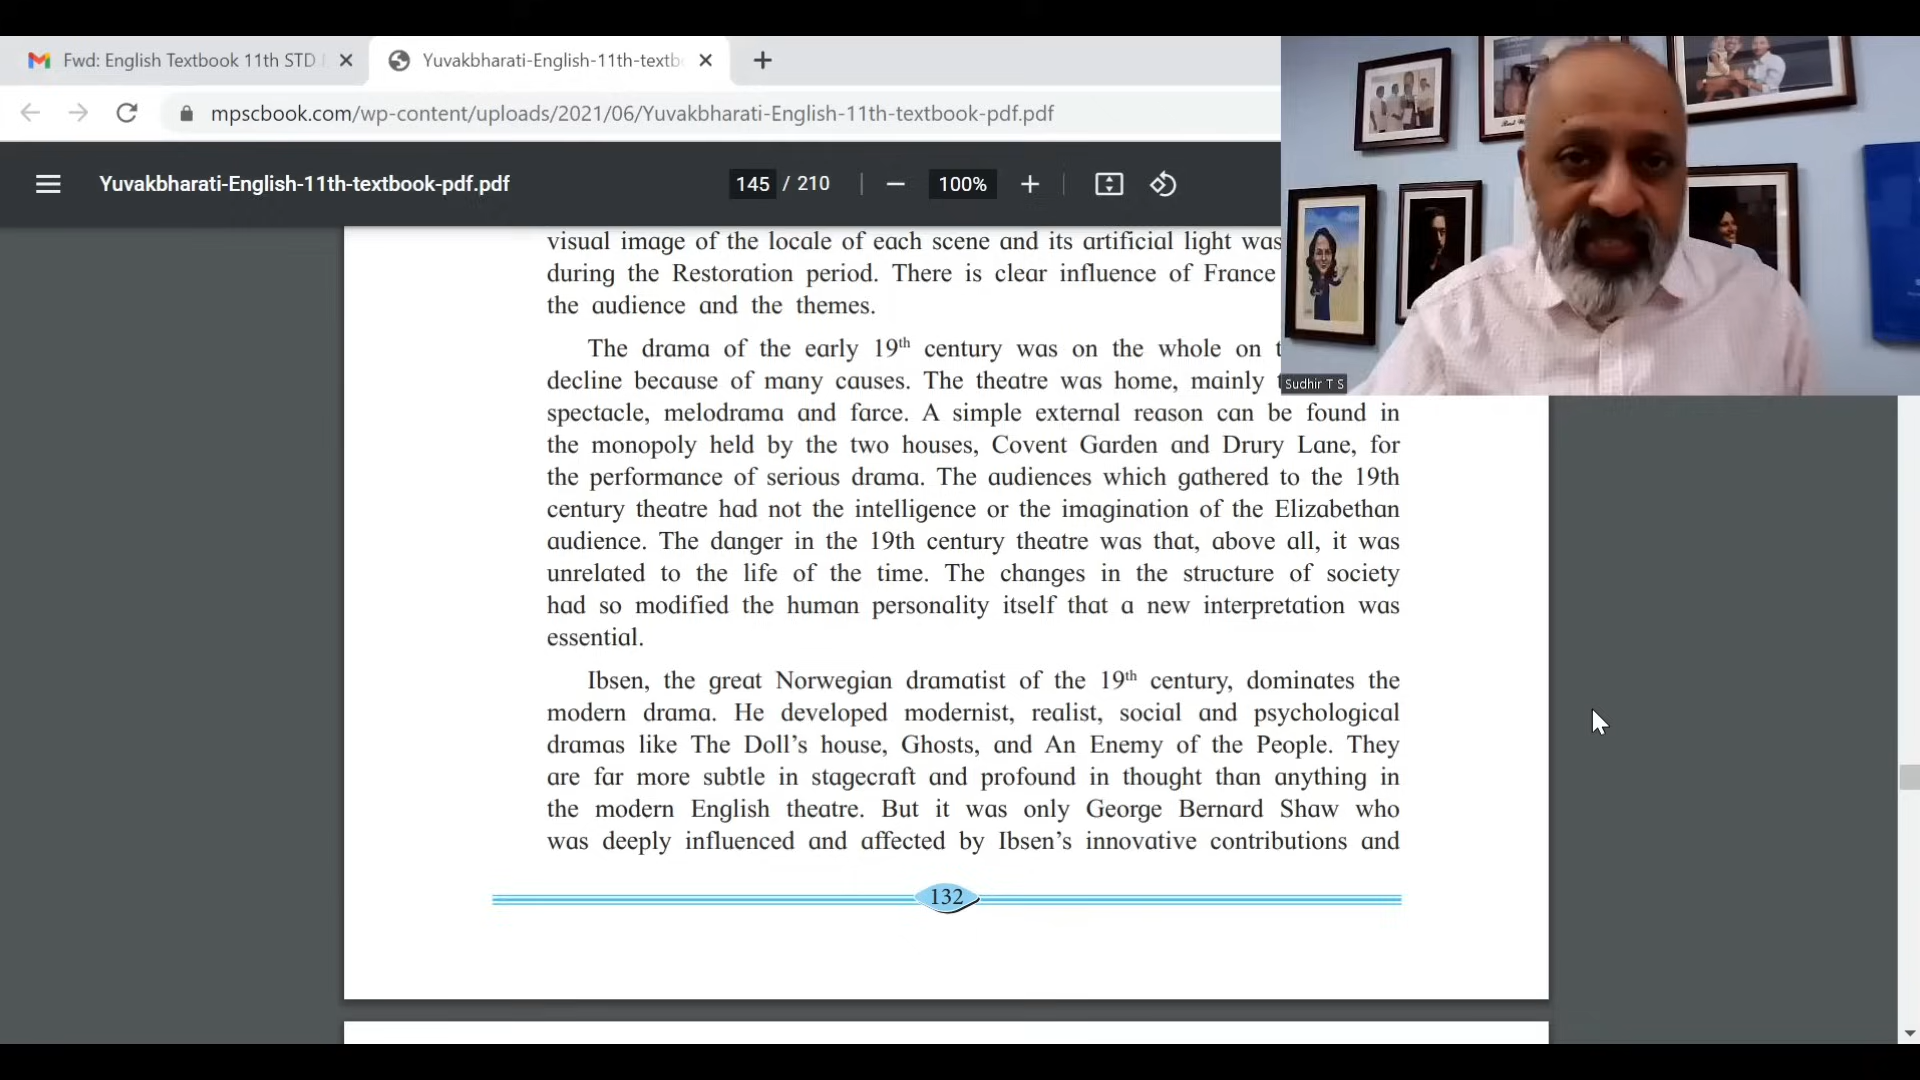 Fwd: English Textbook 11th STD
Yuvakbharati-English-11th-textb
mpscbook.com/wp-content/uploads/2021/06/Yuvakbharati-English-11th-textbook-pdf.pdf
Yuvakbharati-English-11th-textbook-pdf.pdf
145 / 210
100%
Sudhir T S
visual image of the locale of each scene and its artificial light was
during the Restoration period. There is clear influence of France
the audience and the themes.
The drama of the early 19th century was on the whole on
decline because of many causes. The theatre was home, mainly
spectacle, melodrama and farce. A simple external reason can be found in
the monopoly held by the two houses, Covent Garden and Drury Lane, for
the performance of serious drama. The audiences which gathered to the 19th
century theatre had not the intelligence or the imagination of the Elizabethan
audience. The danger in the 19th century theatre was that, above all, it was
unrelated to the life of the time. The changes in the structure of society
had so modified the human personality itself that a new interpretation was
essential.
Ibsen, the great Norwegian dramatist of the 19th century, dominates the
modern drama. He developed modernist, realist, social and psychological
dramas like The Doll's house, Ghosts, and An Enemy of the People. They
are far more subtle in stagecraft and profound in thought than anything in
the modern English theatre. But it was only George Bernard Shaw who
was deeply influenced and affected by Ibsen's innovative contributions and
132